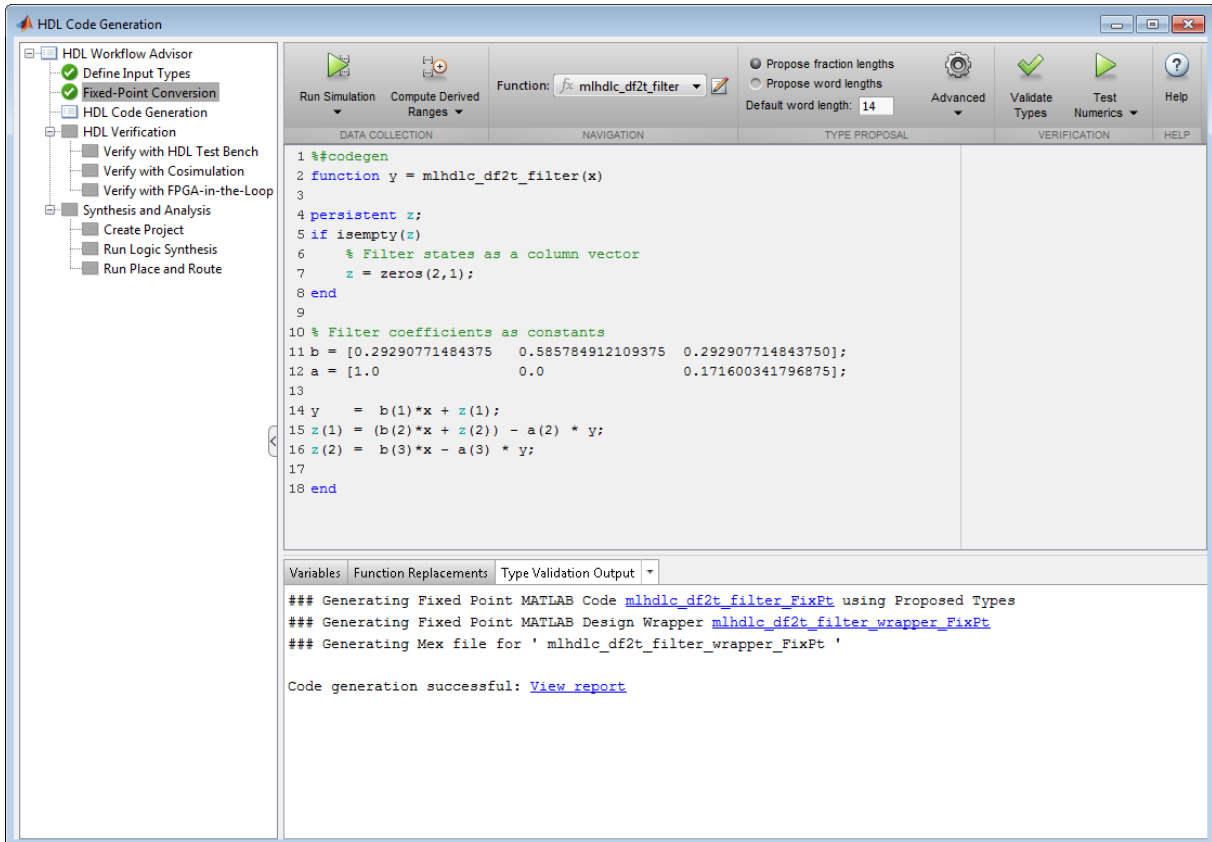 HDL Code Generation
HDL Workflow Advisor
Define Input Types
Fixed-Point Conversion
HDL Code Generation
HDL Verification
Verify with HDL Test Bench
Verify with Cosimulation
Verify with FPGA-in-the-Loop
Synthesis and Analysis
Create Project
Run Logic Synthesis
Run Place and Route
Run Simulation
Compute Derived Ranges
Function: fx mlhdlc_df2t_filter
Propose fraction lengths
Propose word lengths
Default word length: 14
Advanced
Validate Types
Test Numerics
? Help
DATA COLLECTION NAVIGATION TYPE PROPOSAL VERIFICATION HELP
1 %#codegen
2 function y = mlhdlc_df2t_filter(x)
3
4 persistent z;
5 if isempty(z)
6 % Filter states as a column vector
7 z = zeros(2,1);
8 end
9
10 % Filter coefficients as constants
11 b = [0.29290771484375 0.585784912109375 0.292907714843750];
12 a = [1.0 0.0 0.171600341796875];
13
14 y = b(1)*x + z(1);
15 z(1) = (b(2)*x + z(2)) - a(2) * y;
16 z(2) = b(3)*x - a(3) * y;
17
18 end
Variables Function Replacements Type Validation Output
### Generating Fixed Point MATLAB Code mlhdlc_df2t_filter_FixPt using Proposed Types
### Generating Fixed Point MATLAB Design Wrapper mlhdlc_df2t_filter_wrapper_FixPt
### Generating Mex file for ' mlhdlc_df2t_filter_wrapper_FixPt '
Code generation successful: View report